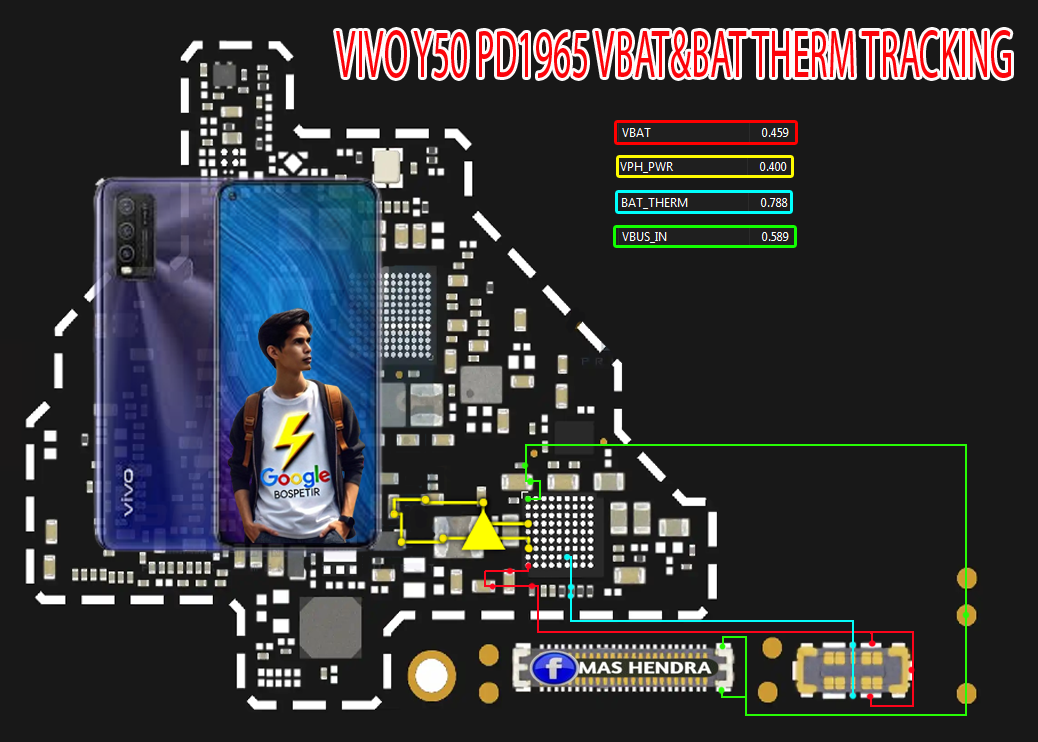 VIVO Y50 PD1965 VBAT&BAT THERM TRACKING
VBAT 0.459
VPH_PWR 0.400
BAT_THERM 0.788
VBUS_IN 0.589
vivo
Google
BOSPETIR
f MAS HENDRA